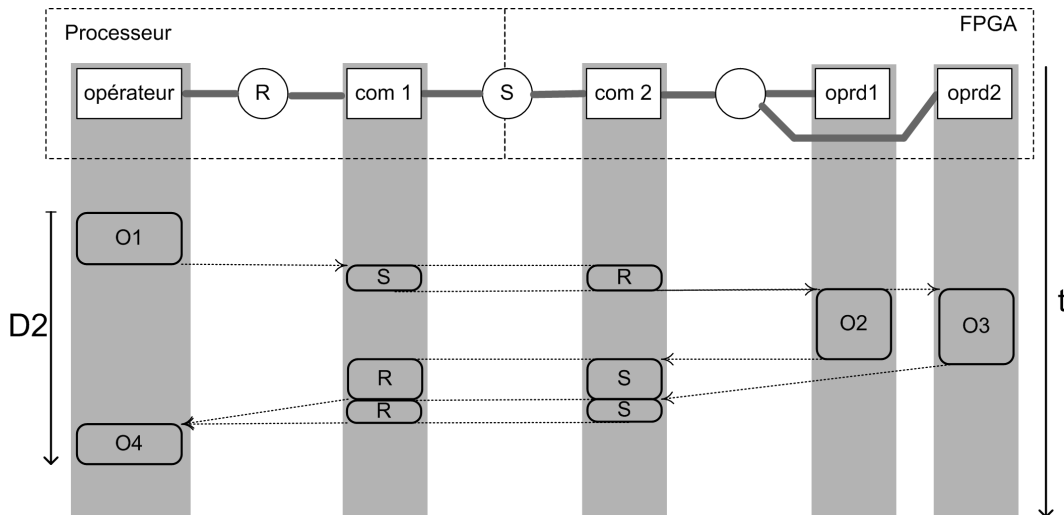 Processeur
FPGA
opérateur
R
com 1
S
com 2
oprd1
oprd2
O1
S
R
O2
O3
D2
t
R
S
R
S
O4